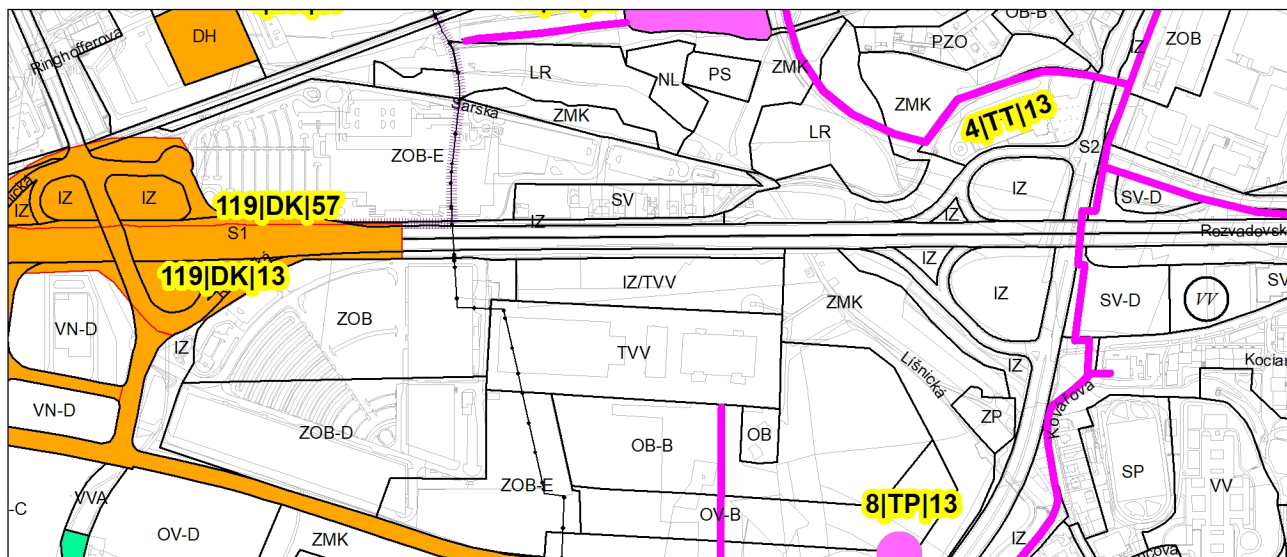 Ringhofferova
DH
OB-B
IZ
ZOB
PZO
LR
NL
PS
ZMK
Šárská
ZMK
ZMK
LR
4|TT|13
ZOB-E
S2
IZ
IZ
IZ
IZ
SV
IZ
IZ
SV-D
119|DK|57
S1
Rozvadovsk
119|DK|13
IZ/TVV
ZMK
IZ
IZ
SV-D
VV
SV
VN-D
ZOB
IZ
TVV
Lišnická
IZ
Kocian
VN-D
ZOB-D
OB-B
OB
ZP
Kovářova
SP
VV
ZOB-E
VVA
-C
OV-D
ZMK
OV-B
8|TP|13
IZ